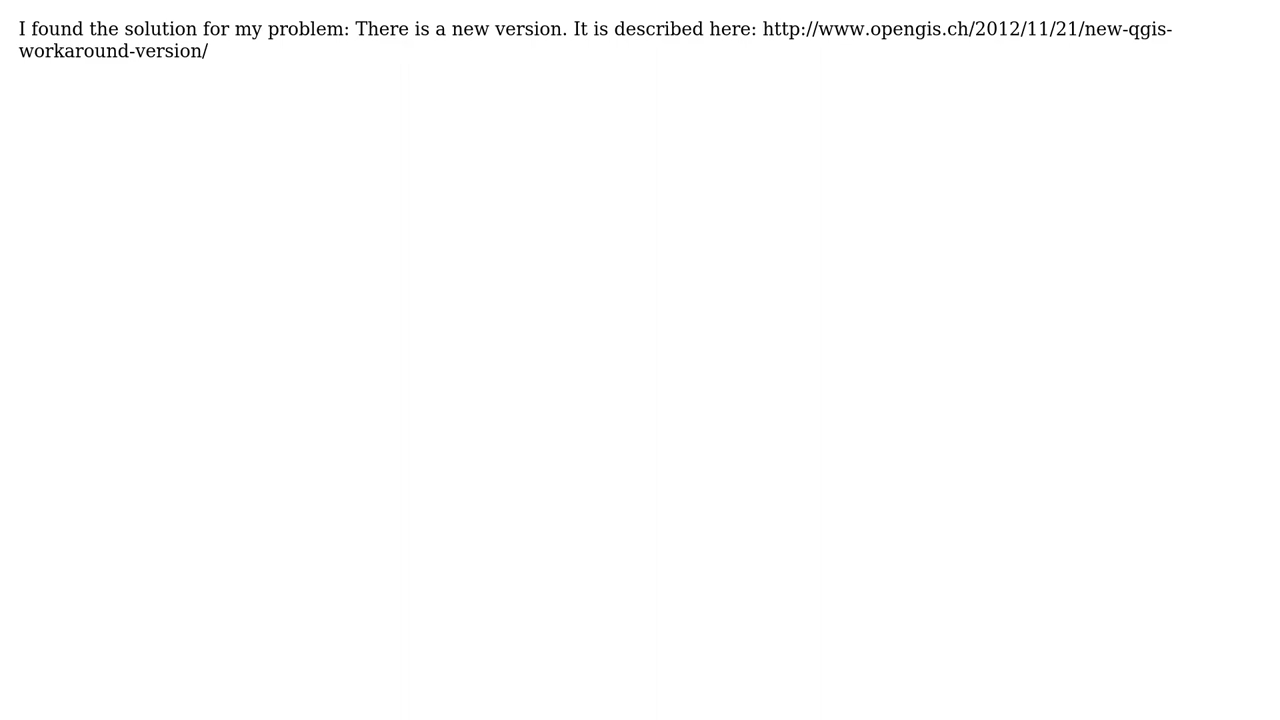 I found the solution for my problem: There is a new version. It is described here: http://www.opengis.ch/2012/11/21/new-qgis-
workaround-version/